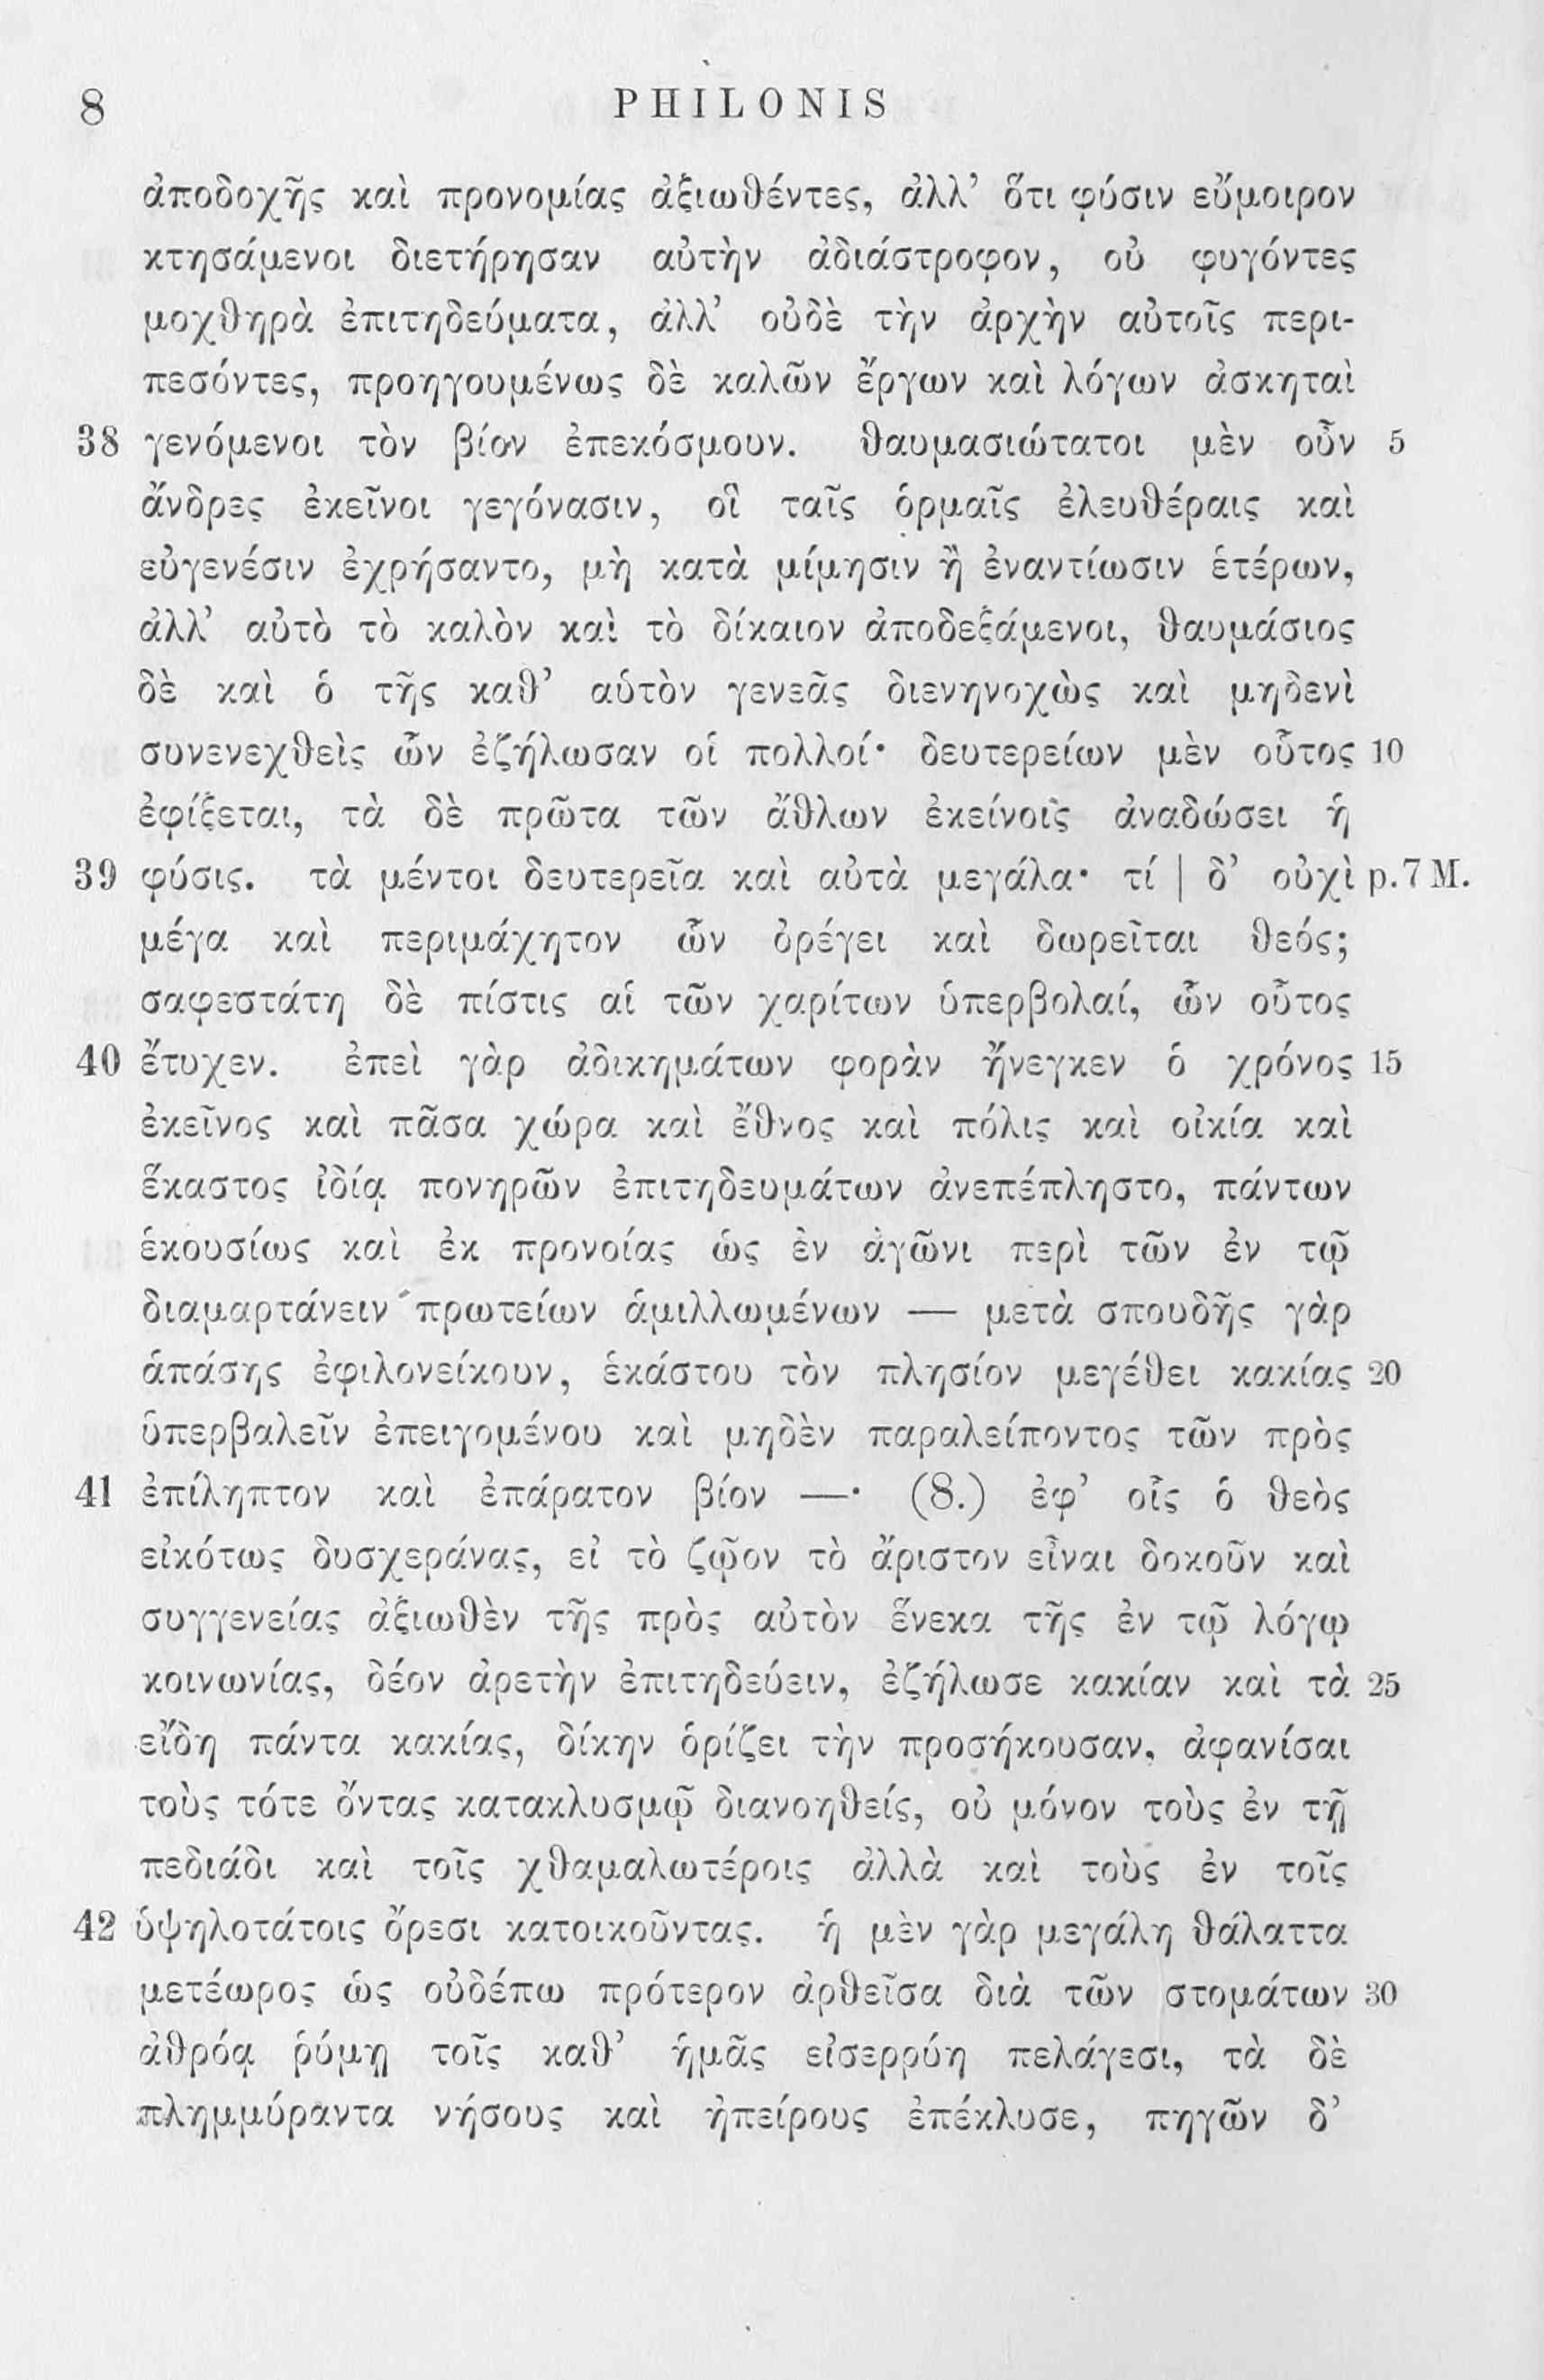 8 PHILONIS
ἀποδοχῆς καὶ προνομίας ἀξιωθέντες, ἀλλ’ ὅτι φύσιν εὔμοιρον
κτησάμενοι διετήρησαν αὐτὴν ἀδιάστροφον, οὐ φυγόντες
μοχθηρὰ ἐπιτηδεύματα, ἀλλ’ οὐδὲ τὴν ἀρχὴν αὐτοῖς περι-
πεσόντες, προηγουμένως δὲ καλῶν ἔργων καὶ λόγων ἀσκηταὶ
38 γενόμενοι τὸν βίον ἐπεκόσμουν. θαυμασιώτατοι μὲν οὖν 5
ἄνδρες ἐκεῖνοι γεγόνασιν, οἳ ταῖς ὁρμαῖς ἐλευθέραις καὶ
εὐγενέσιν ἐχρήσαντο, μὴ κατὰ μίμησιν ἢ ἐναντίωσιν ἑτέρων,
ἀλλ’ αὐτὸ τὸ καλὸν καὶ τὸ δίκαιον ἀποδεξάμενοι, θαυμάσιος
δὲ καὶ ὁ τῆς καθ’ αὑτὸν γενεᾶς διενηνοχὼς καὶ μηδενὶ
συνενεχθεὶς ὧν ἐζήλωσαν οἱ πολλοί· δευτερείων μὲν οὗτος 10
ἐφίξεται, τὰ δὲ πρῶτα τῶν ἄθλων ἐκείνοις ἀναδώσει ἡ
39 φύσις. τὰ μέντοι δευτερεῖα καὶ αὐτὰ μεγάλα· τί | δ’ οὐχὶ p. 7 M.
μέγα καὶ περιμάχητον ὧν ὀρέγει καὶ δωρεῖται θεός;
σαφεστάτη δὲ πίστις αἱ τῶν χαρίτων ὑπερβολαί, ὧν οὗτος
40 ἔτυχεν. ἐπεὶ γὰρ ἀδικημάτων φορὰν ἤνεγκεν ὁ χρόνος 15
ἐκεῖνος καὶ πᾶσα χώρα καὶ ἔθνος καὶ πόλις καὶ οἰκία καὶ
ἕκαστος ἰδίᾳ πονηρῶν ἐπιτηδευμάτων ἀνεπέπληστο, πάντων
ἑκουσίως καὶ ἐκ προνοίας ὡς ἐν ἀγῶνι περὶ τῶν ἐν τῷ
διαμαρτάνειν πρωτείων ἁμιλλωμένων — μετὰ σπουδῆς γὰρ
ἁπάσης ἐφιλονείκουν, ἑκάστου τὸν πλησίον μεγέθει κακίας 20
ὑπερβαλεῖν ἐπειγομένου καὶ μηδὲν παραλείποντος τῶν πρὸς
41 ἐπίληπτον καὶ ἐπάρατον βίον —· (8.) ἐφ’ οἷς ὁ θεὸς
εἰκότως δυσχεράνας, εἰ τὸ ζῷον τὸ ἄριστον εἶναι δοκοῦν καὶ
συγγενείας ἀξιωθὲν τῆς πρὸς αὐτὸν ἕνεκα τῆς ἐν τῷ λόγῳ
κοινωνίας, δέον ἀρετὴν ἐπιτηδεύειν, ἐζήλωσε κακίαν καὶ τὰ 25
εἴδη πάντα κακίας, δίκην ὁρίζει τὴν προσήκουσαν, ἀφανίσαι
τοὺς τότε ὄντας κατακλυσμῷ διανοηθείς, οὐ μόνον τοὺς ἐν τῇ
πεδιάδι καὶ τοῖς χθαμαλωτέροις ἀλλὰ καὶ τοὺς ἐν τοῖς
42 ὑψηλοτάτοις ὄρεσι κατοικοῦντας. ἡ μὲν γὰρ μεγάλη θάλαττα
μετέωρος ὡς οὐδέπω πρότερον ἀρθεῖσα διὰ τῶν στομάτων 30
ἀθρόᾳ ῥύμῃ τοῖς καθ’ ἡμᾶς εἰσερρύη πελάγεσι, τὰ δὲ
πλημμύραντα νήσους καὶ ἠπείρους ἐπέκλυσε, πηγῶν δ’